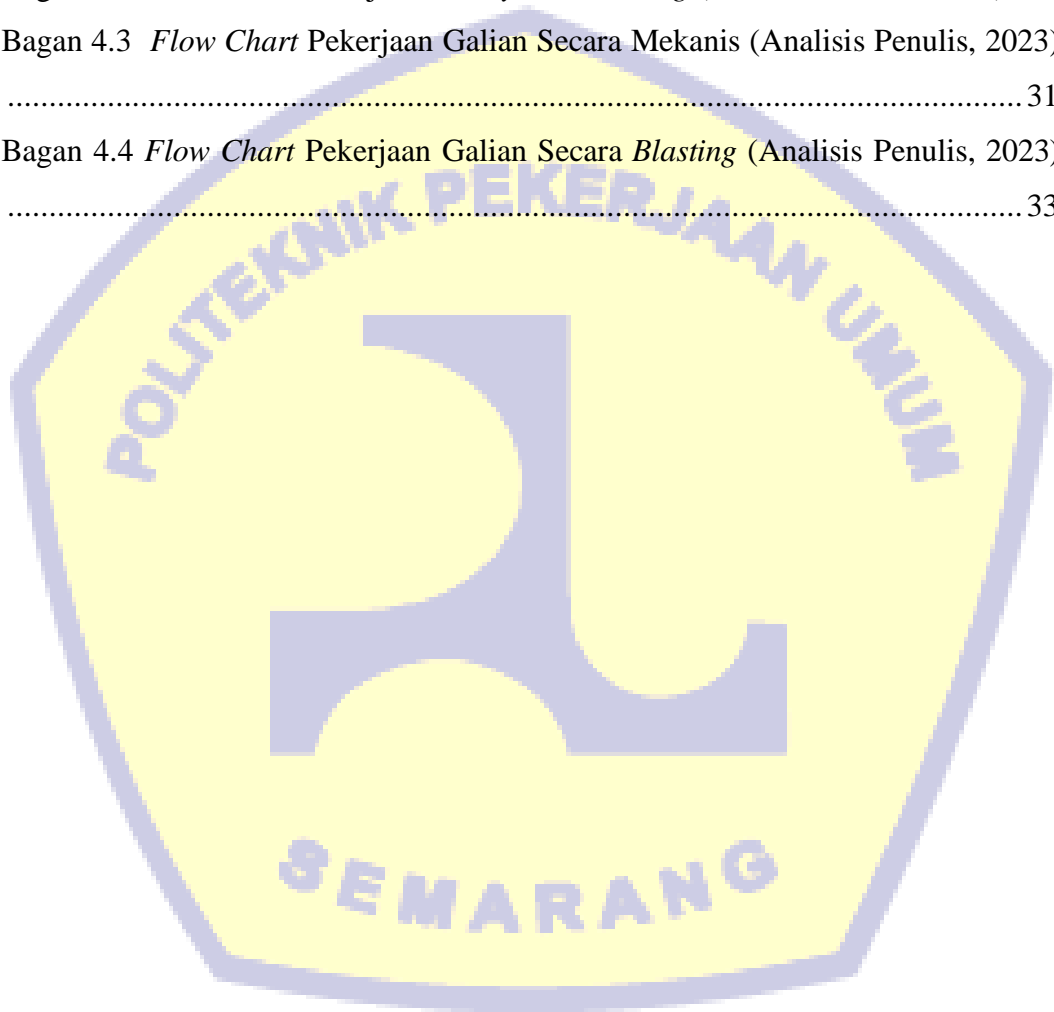 Bagan 4.3 Flow Chart Pekerjaan Galian Secara Mekanis (Analisis Penulis, 2023)
........................................................................................................................ 31
Bagan 4.4 Flow Chart Pekerjaan Galian Secara Blasting (Analisis Penulis, 2023)
........................................................................................................................ 33
POLITEKNIK PEKERJAAN UMUM
SEMARANG